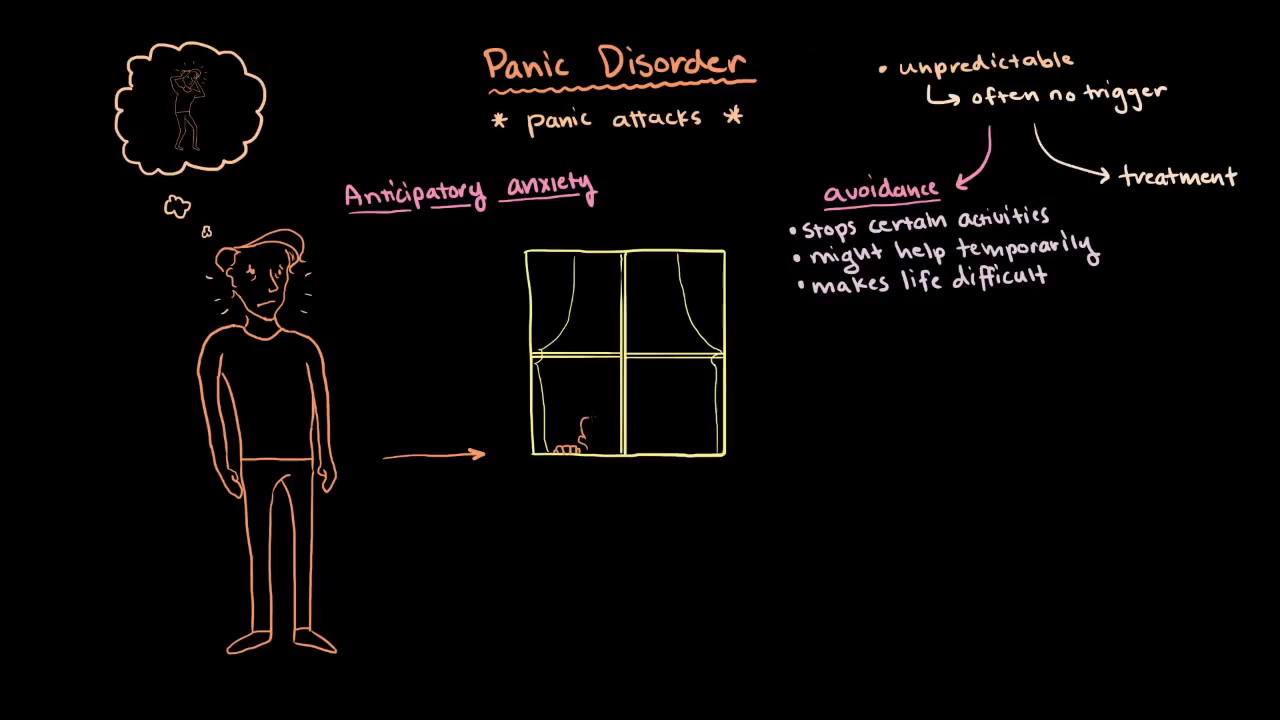 Panic Disorder
* panic attacks *
Anticipatory anxiety
• unpredictable
↳ often no trigger
avoidance
• stops certain activities
• might help temporarily
• makes life difficult
treatment